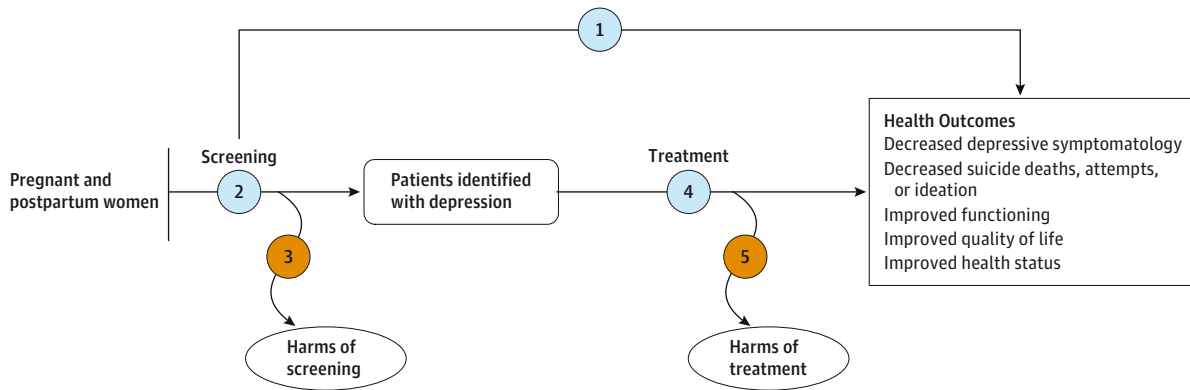 1
Health Outcomes
Decreased depressive symptomatology
Decreased suicide deaths, attempts,
or ideation
Improved functioning
Improved quality of life
Improved health status
Pregnant and
postpartum women
Screening
2
Patients identified
with depression
Treatment
4
3
5
Harms of
screening
Harms of
treatment